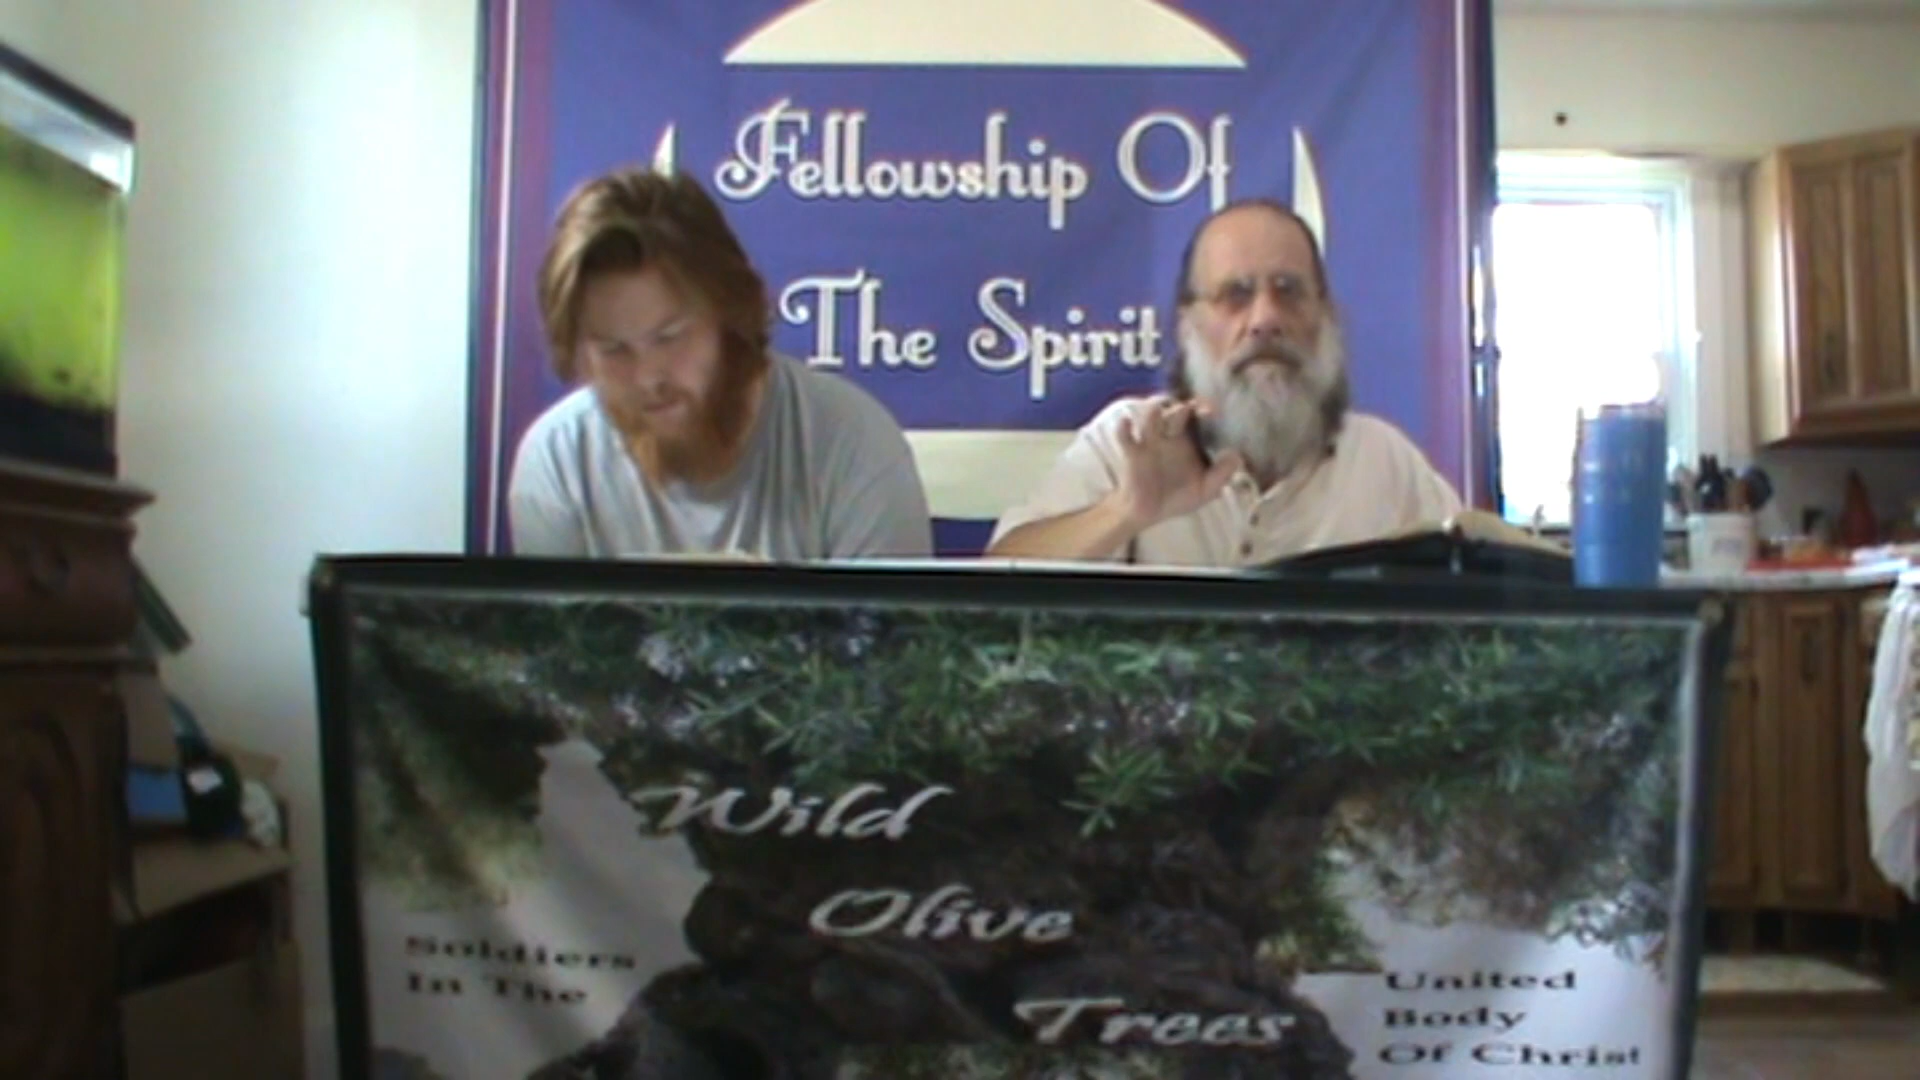 Fellowship Of
The Spirit
Wild
Olive
Trees
Soldiers
In The
United
Body
Of Christ